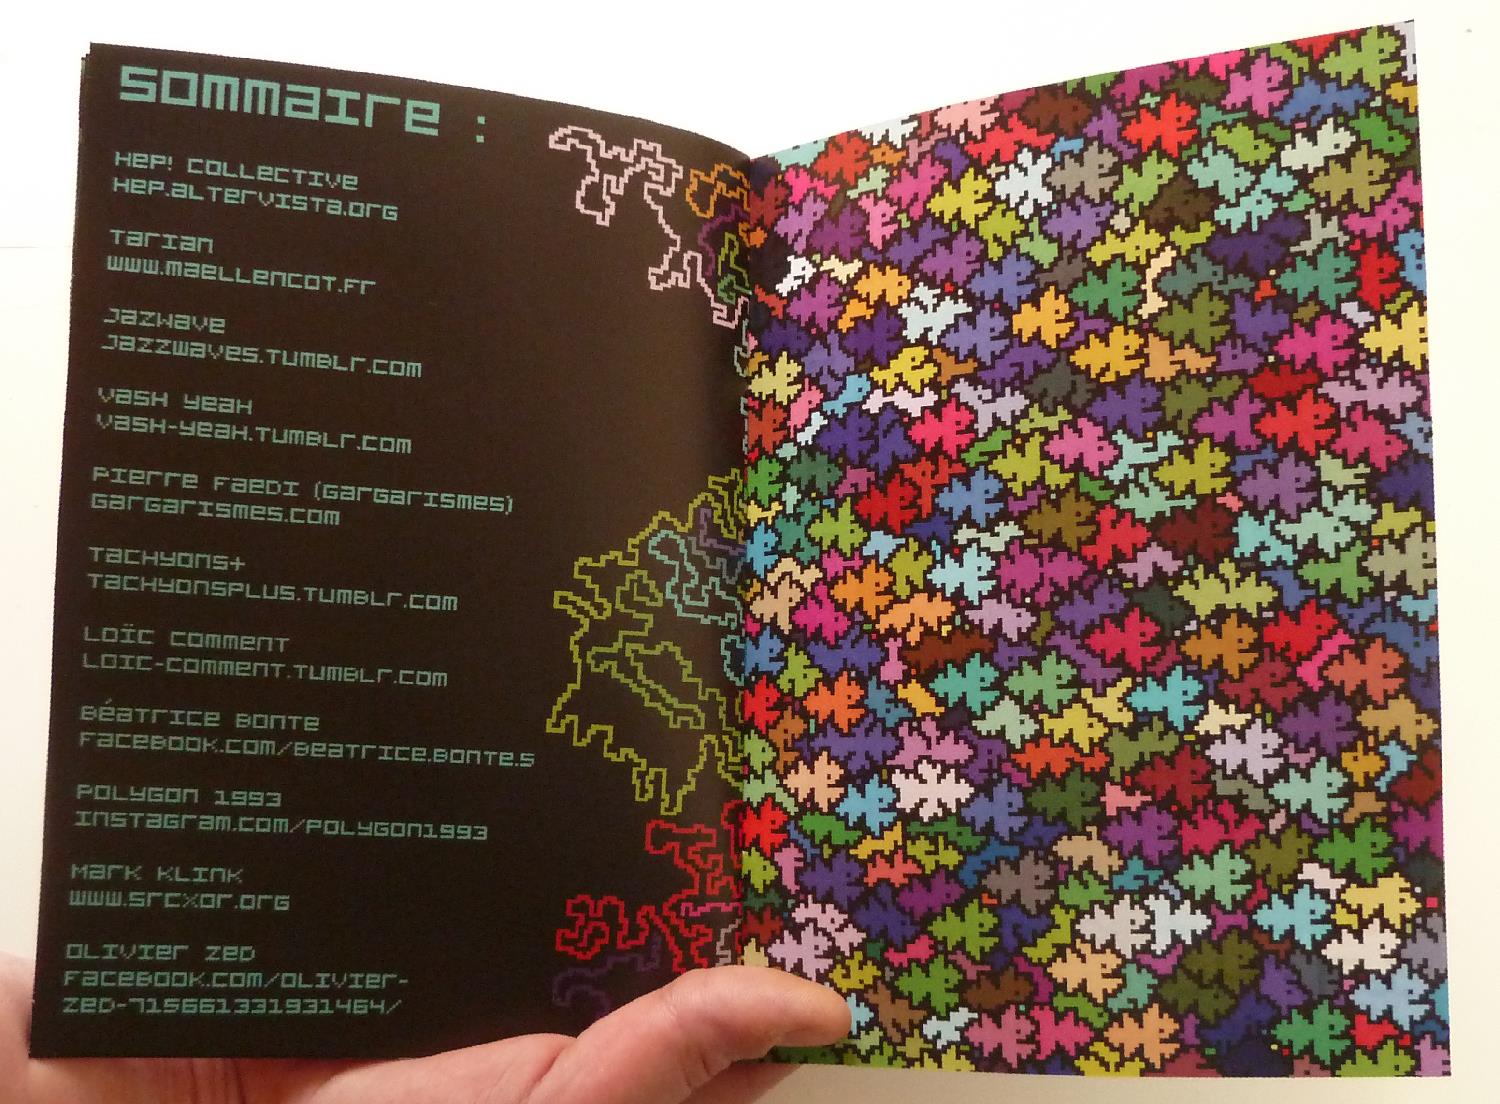 sommaire :
Hep! Collective
Hep.altervista.org
Tarian
www.maellencot.fr
Jazwave
Jazzwaves.tumblr.com
Vash Yeah
Vash-yeah.tumblr.com
Pierre Faedi (Gargarismes)
Gargarismes.com
Tachyons+
Tachyonsplus.tumblr.com
Loïc Comment
Loic-comment.tumblr.com
Béatrice Bonte
Facebook.com/beatrice.bonte.5
Polygon 1993
Instagram.com/polygon1993
Mark Klink
www.srcxor.org
Olivier Zed
Facebook.com/olivier-
zed-715661331931464/